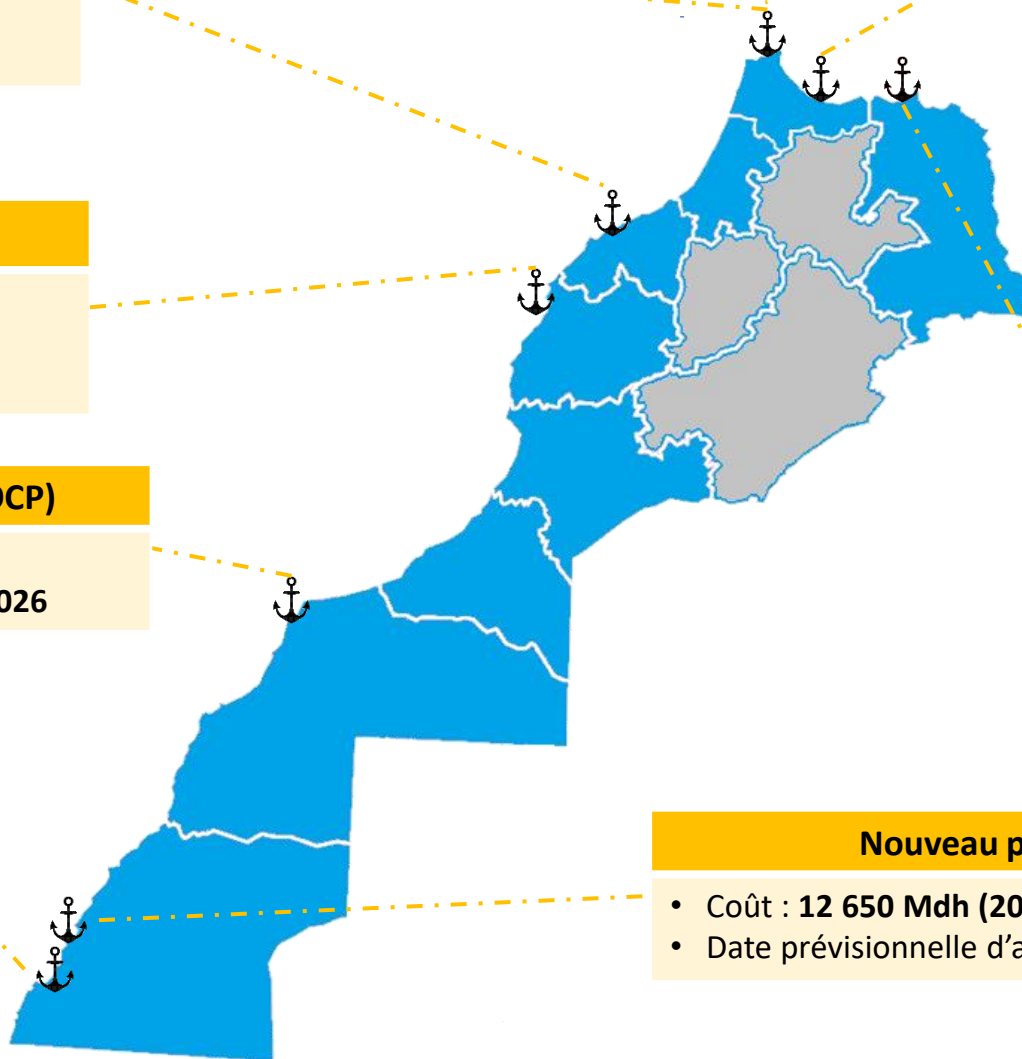 OCP)
026
Nouveau p
• Coût : 12 650 Mdh (20
• Date prévisionnelle d'a